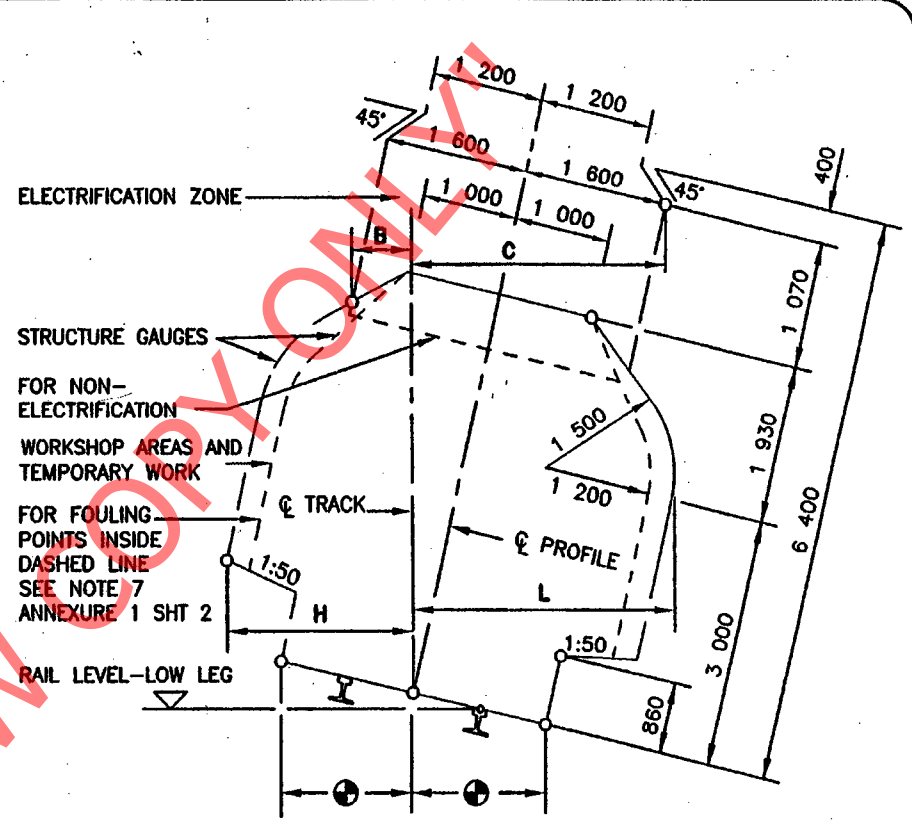 1 200
1 200
45°
1 600
1 600
45°
400
ELECTRIFICATION ZONE
1 000
1 000
B
C
1 070
STRUCTURE GAUGES
FOR NON-
ELECTRIFICATION
1 500
1 930
WORKSHOP AREAS AND
TEMPORARY WORK
1 200
6 400
℄ TRACK
FOR FOULING
POINTS INSIDE
DASHED LINE
SEE NOTE 7
ANNEXURE 1 SHT 2
℄ PROFILE
1:50
L
H
3 000
1:50
RAIL LEVEL-LOW LEG
860
W COPY ONLY"